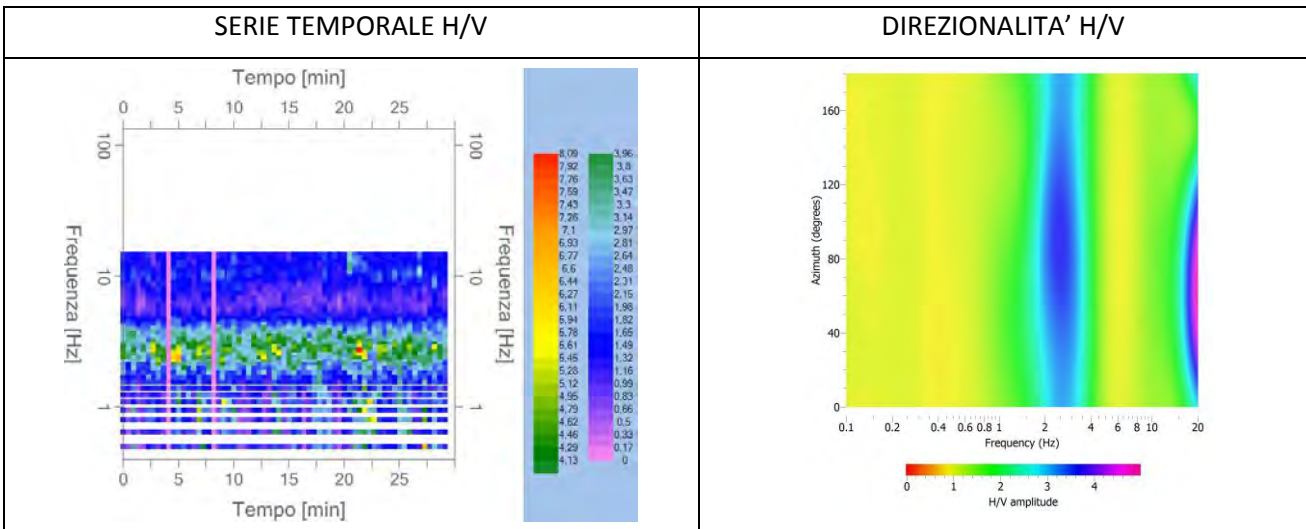 SERIE TEMPORALE H/V
DIREZIONALITA’ H/V
Tempo [min]
0 5 10 15 20 25
100 100
Frequenza [Hz]
10 10
Frequenza [Hz]
1 1
0 5 10 15 20 25
Tempo [min]
8,09 3,96
7,92 3,8
7,76 3,63
7,59 3,47
7,43 3,3
7,26 3,14
7,1 2,97
6,93 2,81
6,77 2,64
6,6 2,48
6,44 2,31
6,27 2,15
6,11 1,98
5,94 1,82
5,78 1,65
5,61 1,49
5,45 1,32
5,28 1,16
5,12 0,99
4,95 0,83
4,79 0,66
4,62 0,5
4,46 0,33
4,29 0,17
4,13 0
Azimuth (degrees)
160
120
80
40
0
0.1 0.2 0.4 0.6 0.8 1 2 4 6 8 10 20
Frequency (Hz)
0 1 2 3 4
H/V amplitude